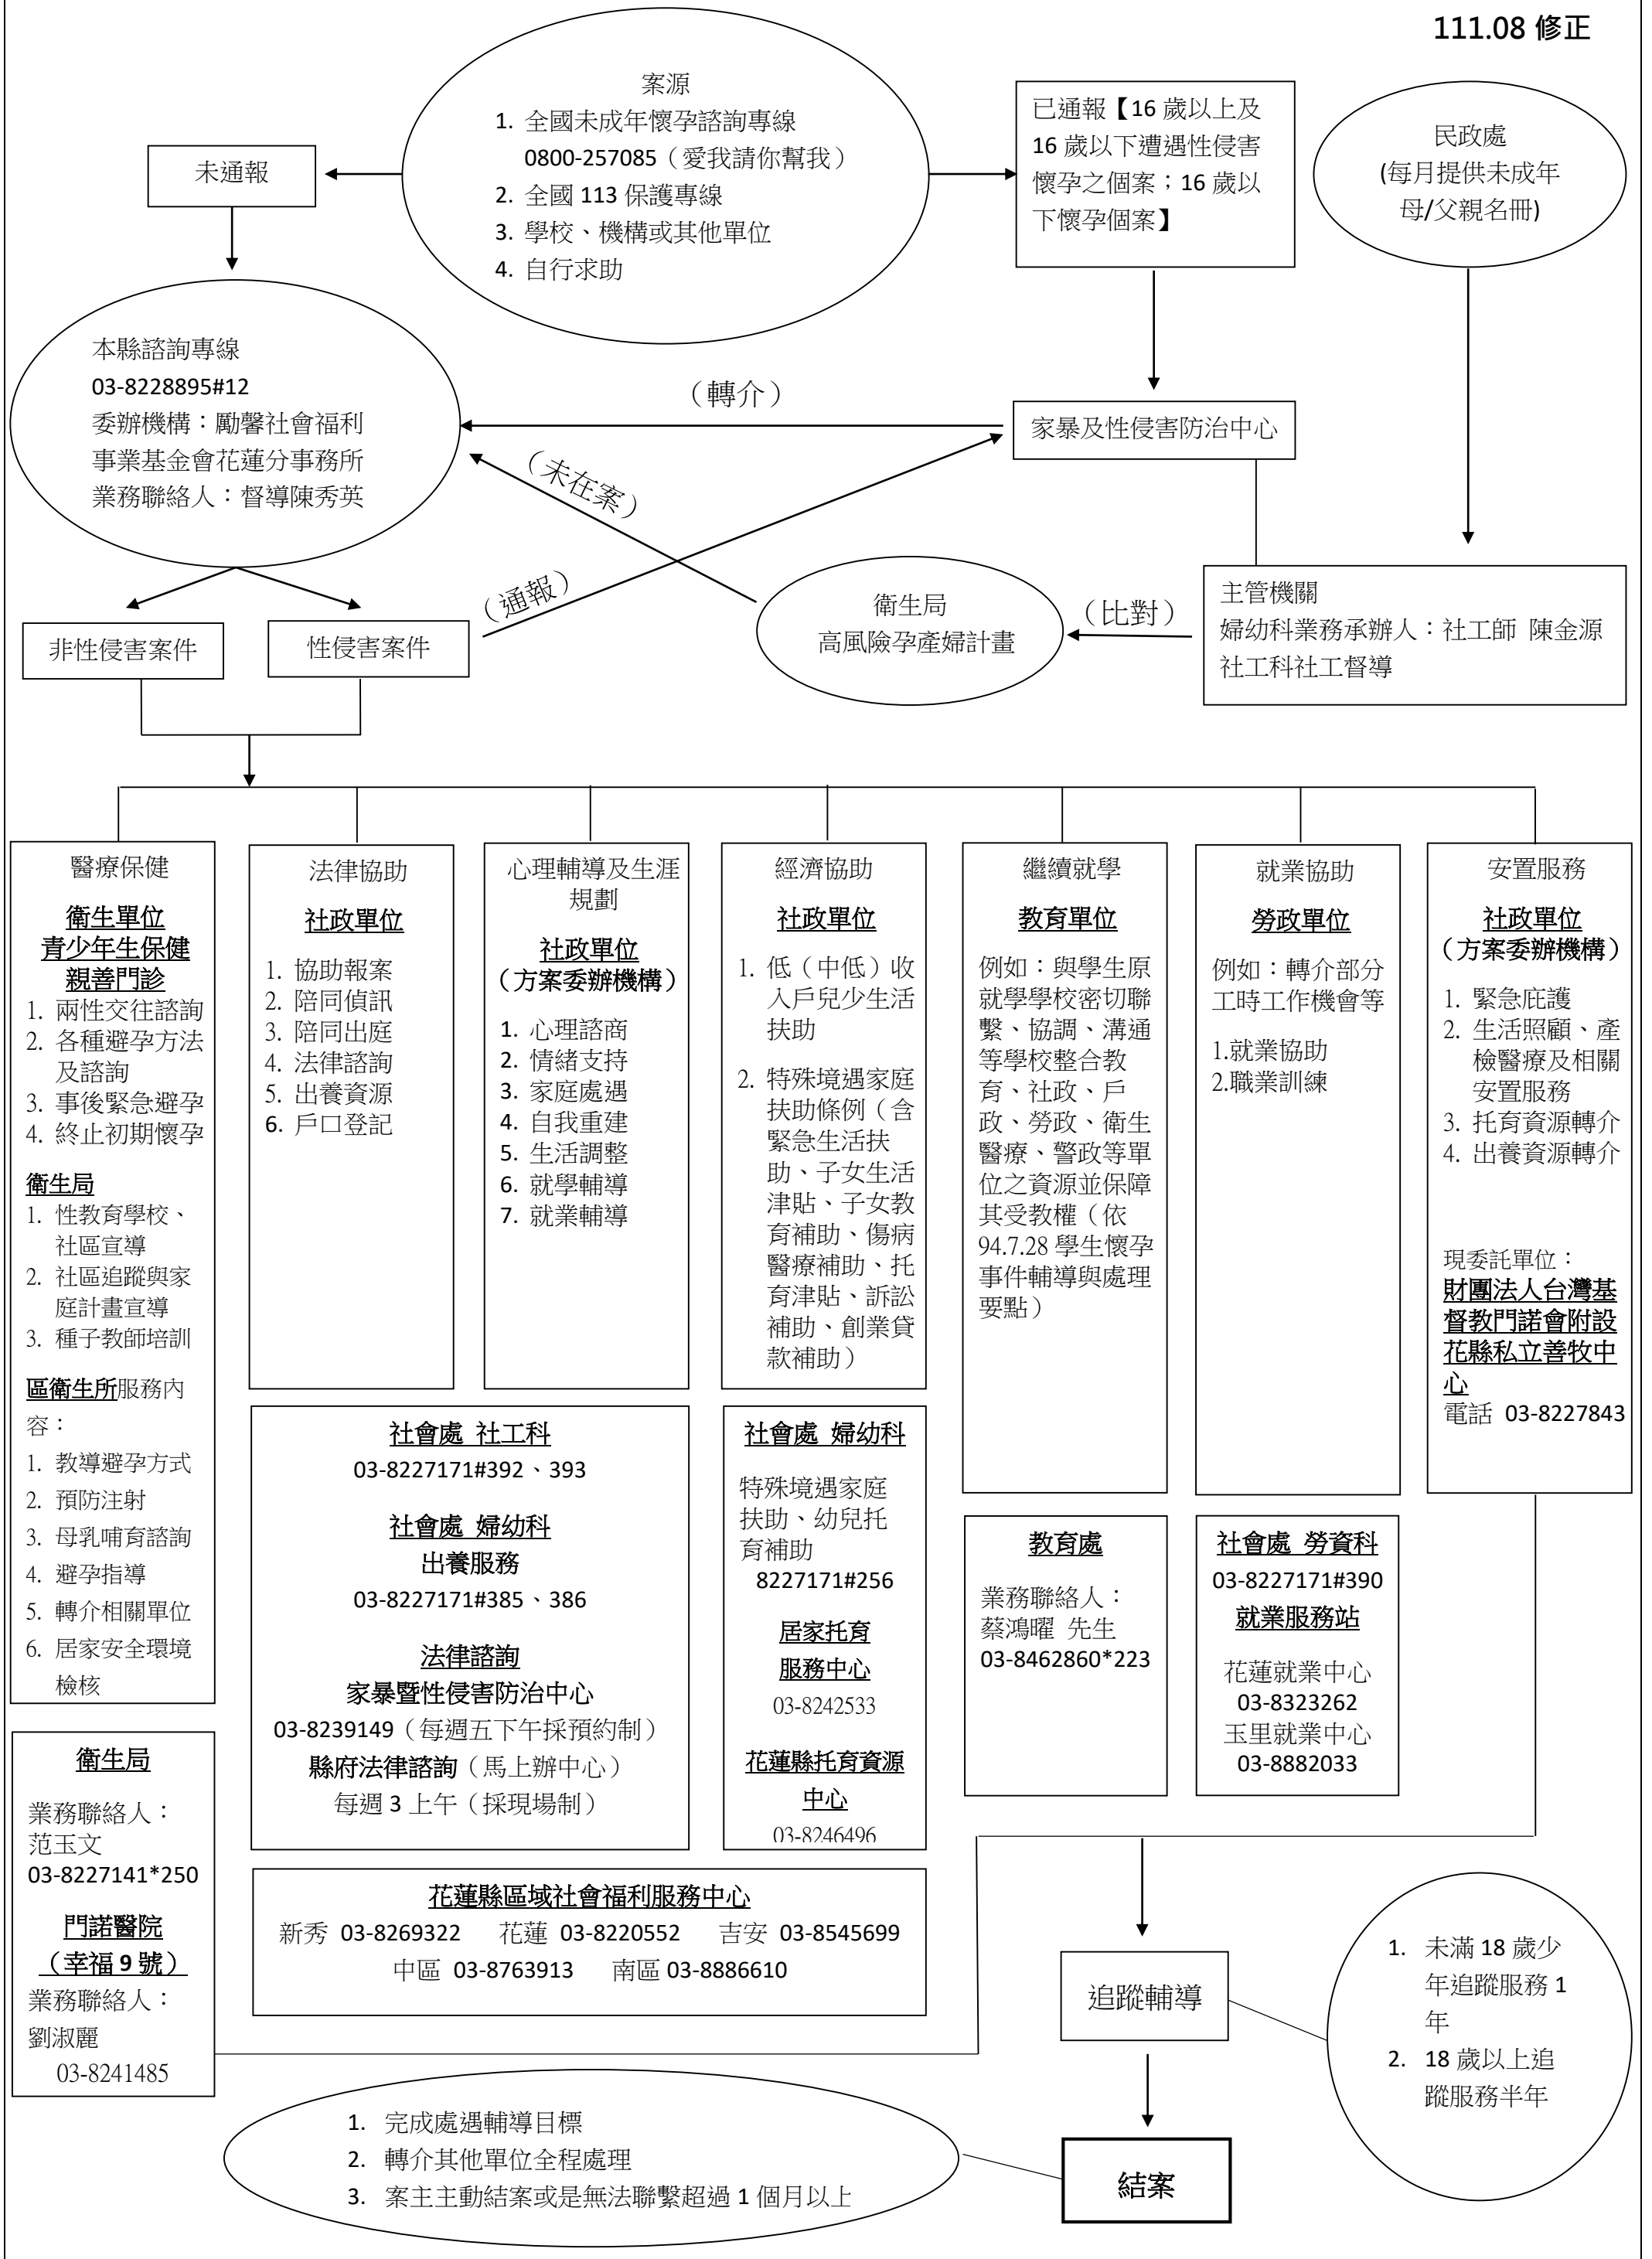 111.08 修正
案源
1. 全國未成年懷孕諮詢專線
0800-257085（愛我請你幫我）
2. 全國 113 保護專線
3. 學校、機構或其他單位
4. 自行求助
未通報
已通報【16 歲以上及
16 歲以下遭遇性侵害
懷孕之個案；16 歲以
下懷孕個案】
民政處
(每月提供未成年
母/父親名冊)
本縣諮詢專線
03-8228895#12
委辦機構：勵馨社會福利
事業基金會花蓮分事務所
業務聯絡人：督導陳秀英
（轉介）
家暴及性侵害防治中心
（未在案）
（通報）
非性侵害案件
性侵害案件
衛生局
高風險孕產婦計畫
（比對）
主管機關
婦幼科業務承辦人：社工師 陳金源
社工科社工督導
醫療保健
衛生單位
青少年生保健
親善門診
1. 兩性交往諮詢
2. 各種避孕方法
及諮詢
3. 事後緊急避孕
4. 終止初期懷孕
衛生局
1. 性教育學校、
社區宣導
2. 社區追蹤與家
庭計畫宣導
3. 種子教師培訓
區衛生所服務內
容：
1. 教導避孕方式
2. 預防注射
3. 母乳哺育諮詢
4. 避孕指導
5. 轉介相關單位
6. 居家安全環境
檢核
法律協助
社政單位
1. 協助報案
2. 陪同偵訊
3. 陪同出庭
4. 法律諮詢
5. 出養資源
6. 戶口登記
心理輔導及生涯
規劃
社政單位
（方案委辦機構）
1. 心理諮商
2. 情緒支持
3. 家庭處遇
4. 自我重建
5. 生活調整
6. 就學輔導
7. 就業輔導
經濟協助
社政單位
1. 低（中低）收
入戶兒少生活
扶助
2. 特殊境遇家庭
扶助條例（含
緊急生活扶
助、子女生活
津貼、子女教
育補助、傷病
醫療補助、托
育津貼、訴訟
補助、創業貸
款補助）
繼續就學
教育單位
例如：與學生原
就學學校密切聯
繫、協調、溝通
等學校整合教
育、社政、戶
政、勞政、衛生
醫療、警政等單
位之資源並保障
其受教權（依
94.7.28 學生懷孕
事件輔導與處理
要點）
就業協助
勞政單位
例如：轉介部分
工時工作機會等
1.就業協助
2.職業訓練
安置服務
社政單位
（方案委辦機構）
1. 緊急庇護
2. 生活照顧、產
檢醫療及相關
安置服務
3. 托育資源轉介
4. 出養資源轉介
現委託單位：
財團法人台灣基
督教門諾會附設
花縣私立善牧中
心
電話 03-8227843
社會處 社工科
03-8227171#392、393
社會處 婦幼科
出養服務
03-8227171#385、386
法律諮詢
家暴暨性侵害防治中心
03-8239149（每週五下午採預約制）
縣府法律諮詢（馬上辦中心）
每週 3 上午（採現場制）
社會處 婦幼科
特殊境遇家庭
扶助、幼兒托
育補助
8227171#256
居家托育
服務中心
03-8242533
花蓮縣托育資源
中心
03-8246496
教育處
業務聯絡人：
蔡鴻曜 先生
03-8462860*223
社會處 勞資科
03-8227171#390
就業服務站
花蓮就業中心
03-8323262
玉里就業中心
03-8882033
衛生局
業務聯絡人：
范玉文
03-8227141*250
門諾醫院
（幸福 9 號）
業務聯絡人：
劉淑麗
03-8241485
花蓮縣區域社會福利服務中心
新秀 03-8269322 花蓮 03-8220552 吉安 03-8545699
中區 03-8763913 南區 03-8886610
追蹤輔導
1. 未滿 18 歲少
年追蹤服務 1
年
2. 18 歲以上追
蹤服務半年
1. 完成處遇輔導目標
2. 轉介其他單位全程處理
3. 案主主動結案或是無法聯繫超過 1 個月以上
結案